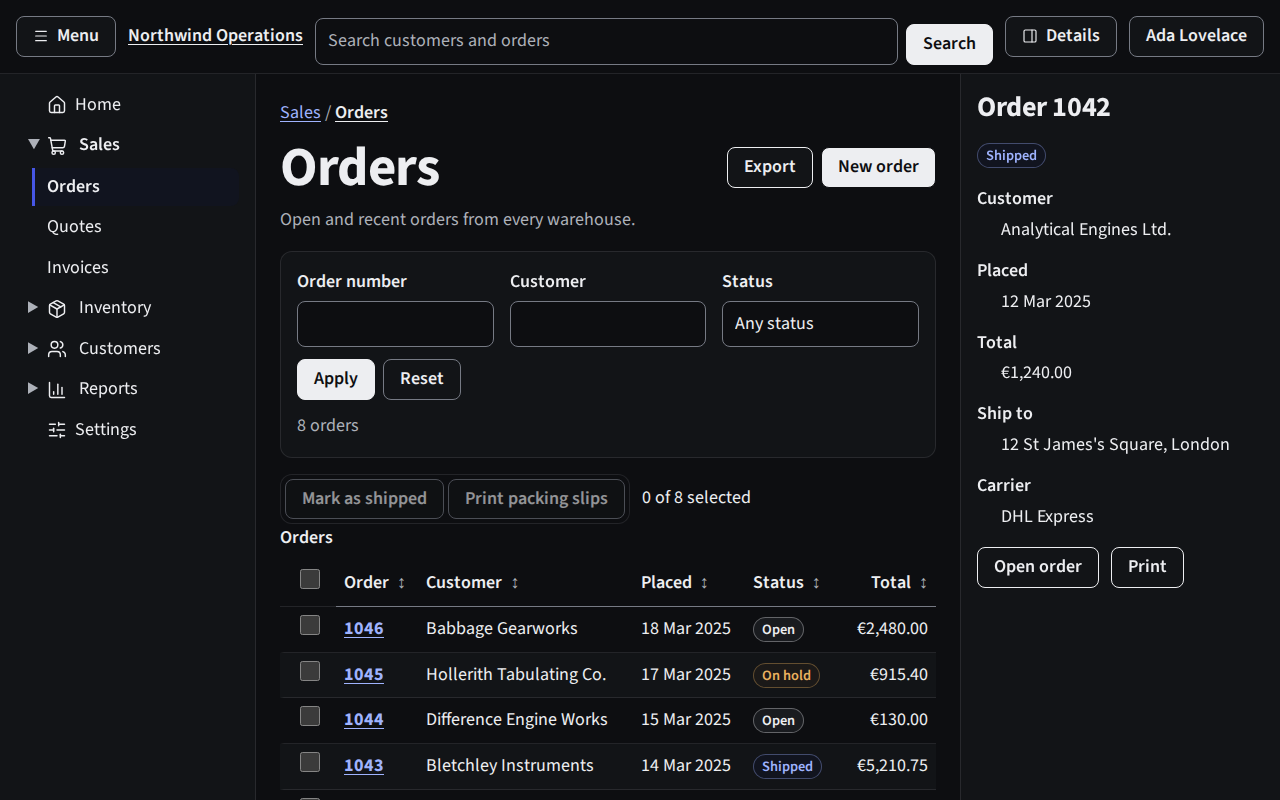 Menu
Northwind Operations
Search customers and orders
Search
Details
Ada Lovelace
Home
Sales
Orders
Quotes
Invoices
Inventory
Customers
Reports
Settings
Sales / Orders
Orders
Export
New order
Open and recent orders from every warehouse.
Order number
Customer
Status
Any status
Apply
Reset
8 orders
Mark as shipped
Print packing slips
0 of 8 selected
Orders
Order ↕ Customer ↕ Placed ↕ Status ↕ Total ↕
1046 Babbage Gearworks 18 Mar 2025 Open €2,480.00
1045 Hollerith Tabulating Co. 17 Mar 2025 On hold €915.40
1044 Difference Engine Works 15 Mar 2025 Open €130.00
1043 Bletchley Instruments 14 Mar 2025 Shipped €5,210.75
Order 1042
Shipped
Customer
Analytical Engines Ltd.
Placed
12 Mar 2025
Total
€1,240.00
Ship to
12 St James's Square, London
Carrier
DHL Express
Open order
Print